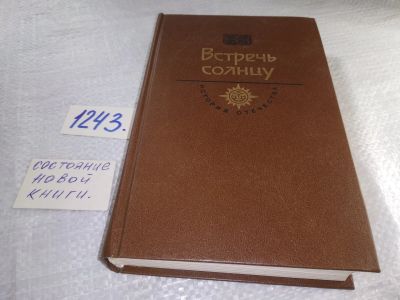 Встречь
солнцу
ИСТОРИЯ ОТЕЧЕСТВА
1243.
состояние
новой
книги.